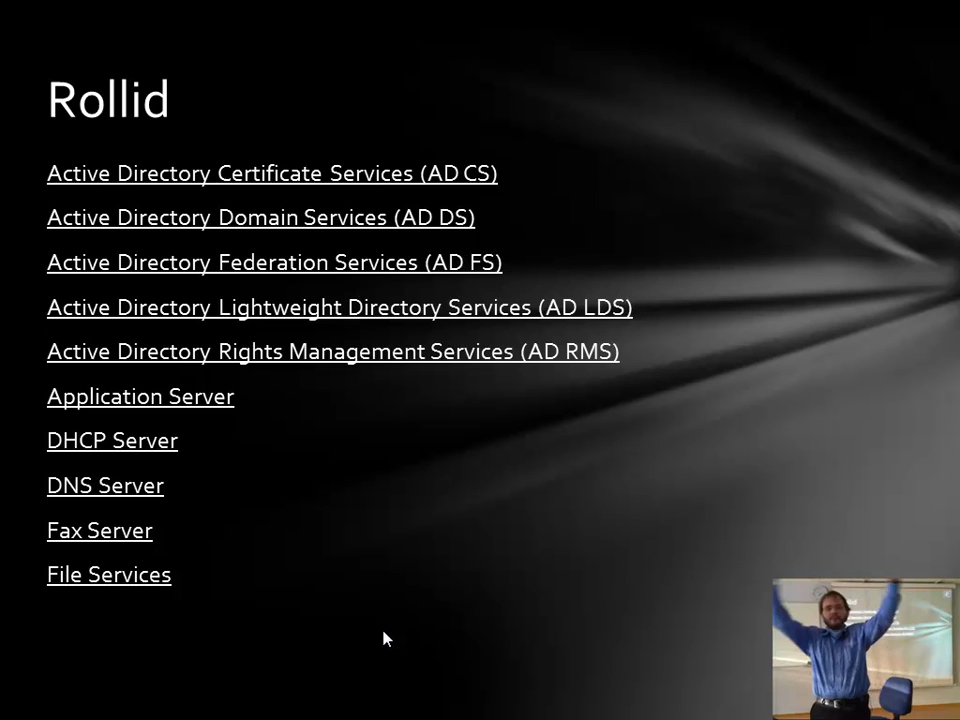 Rollid
Active Directory Certificate Services (AD CS)
Active Directory Domain Services (AD DS)
Active Directory Federation Services (AD FS)
Active Directory Lightweight Directory Services (AD LDS)
Active Directory Rights Management Services (AD RMS)
Application Server
DHCP Server
DNS Server
Fax Server
File Services